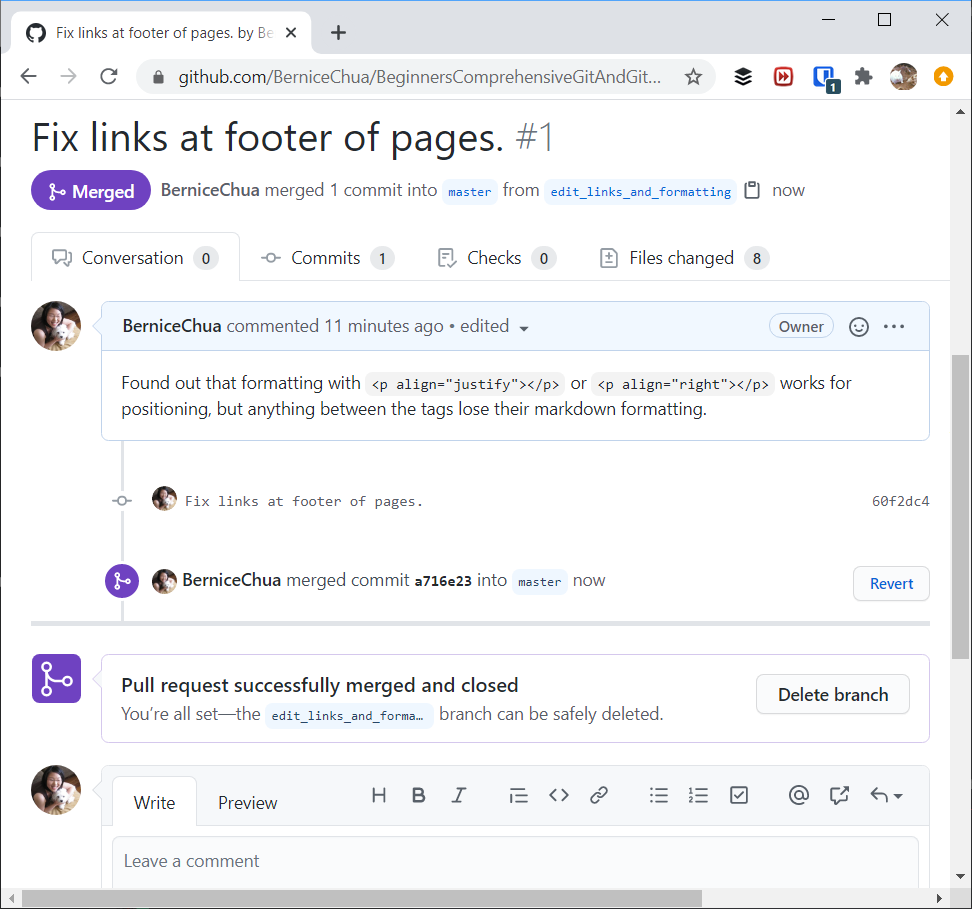 Fix links at footer of pages. by Be
github.com/BerniceChua/BeginnersComprehensiveGitAndGit...
1
Fix links at footer of pages. #1
Merged BerniceChua merged 1 commit into master from edit_links_and_formatting now
Conversation 0 Commits 1 Checks 0 Files changed 8
BerniceChua commented 11 minutes ago • edited Owner
Found out that formatting with <p align="justify"></p> or <p align="right"></p> works for
positioning, but anything between the tags lose their markdown formatting.
Fix links at footer of pages. 60f2dc4
BerniceChua merged commit a716e23 into master now Revert
Pull request successfully merged and closed
You're all set—the edit_links_and_forma… branch can be safely deleted. Delete branch
Write Preview
Leave a comment